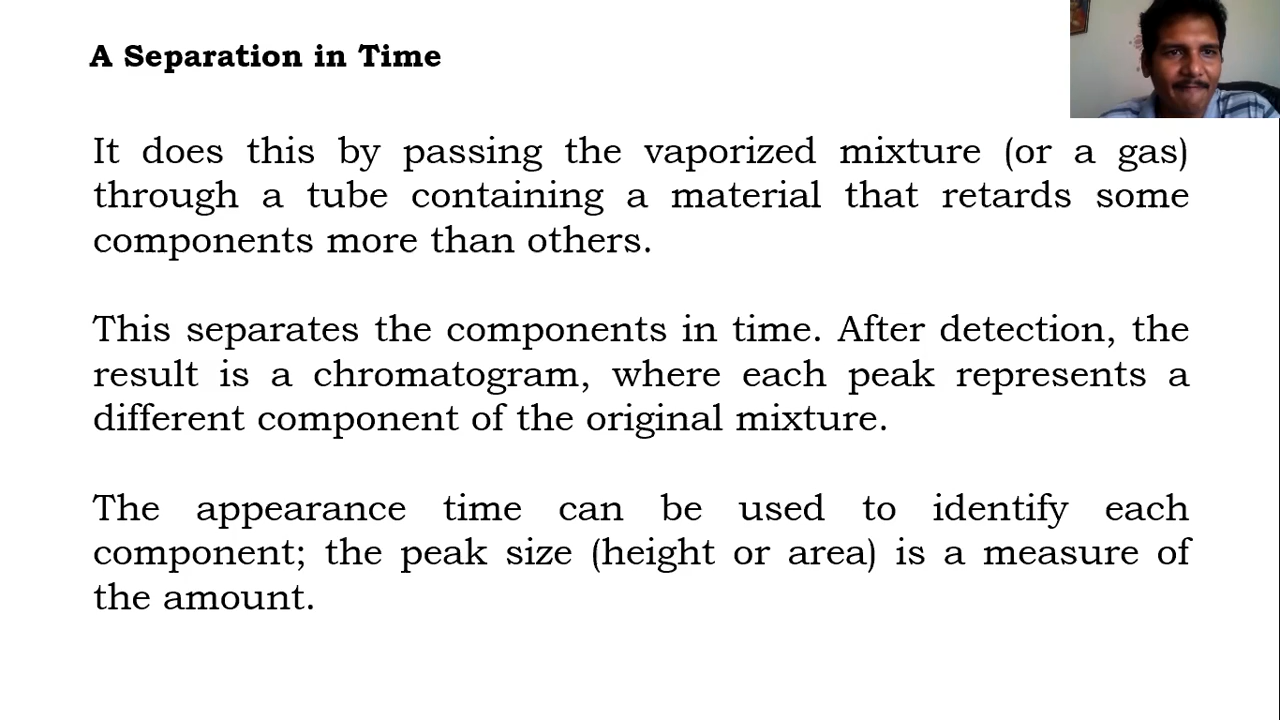 A Separation in Time
It does this by passing the vaporized mixture (or a gas)
through a tube containing a material that retards some
components more than others.
This separates the components in time. After detection, the
result is a chromatogram, where each peak represents a
different component of the original mixture.
The appearance time can be used to identify each
component; the peak size (height or area) is a measure of
the amount.